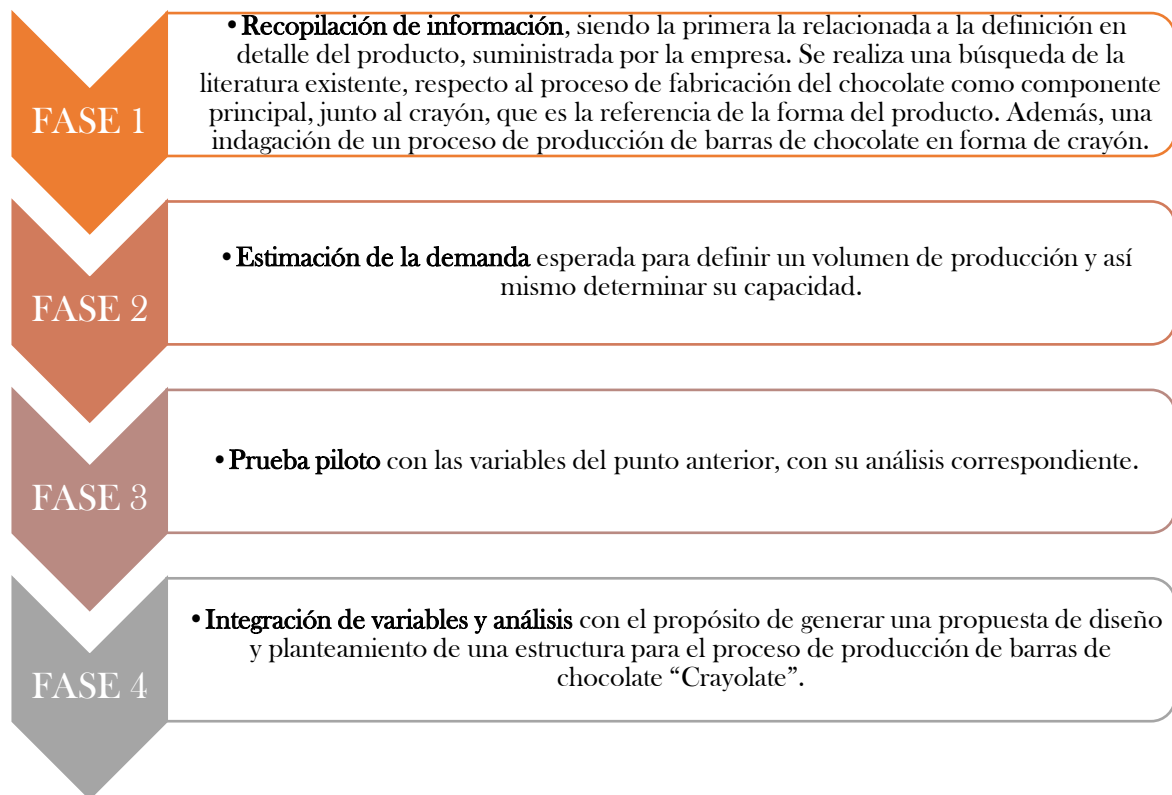 FASE 1
• Recopilación de información, siendo la primera la relacionada a la definición en
detalle del producto, suministrada por la empresa. Se realiza una búsqueda de la
literatura existente, respecto al proceso de fabricación del chocolate como componente
principal, junto al crayón, que es la referencia de la forma del producto. Además, una
indagación de un proceso de producción de barras de chocolate en forma de crayón.
FASE 2
• Estimación de la demanda esperada para definir un volumen de producción y así
mismo determinar su capacidad.
FASE 3
• Prueba piloto con las variables del punto anterior, con su análisis correspondiente.
FASE 4
• Integración de variables y análisis con el propósito de generar una propuesta de diseño
y planteamiento de una estructura para el proceso de producción de barras de
chocolate “Crayolate”.